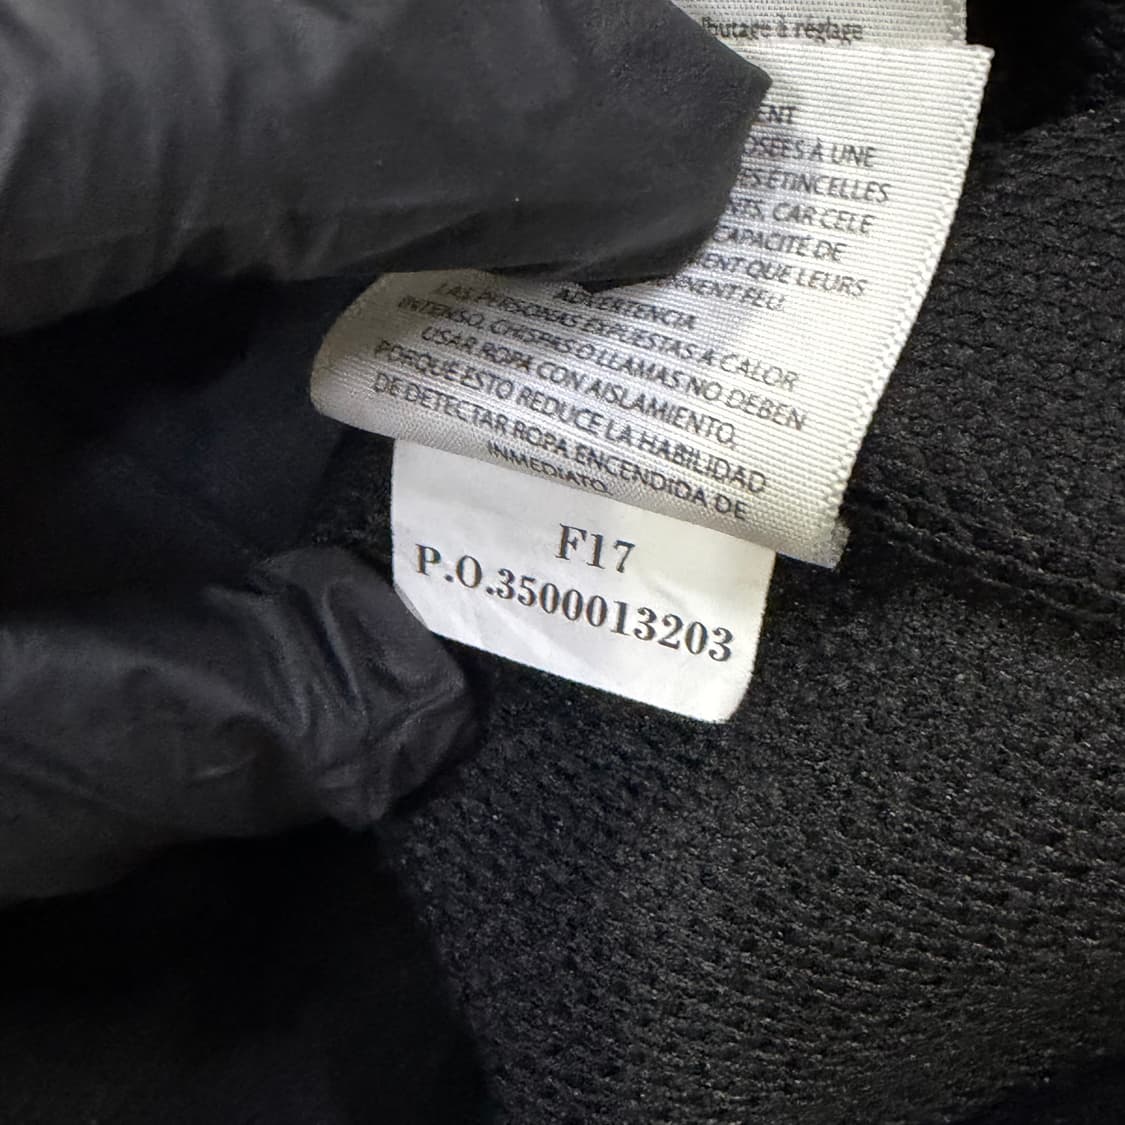 à réglage
ENT
OSÉES À UNE
ES ÉTINCELLES
NTS, CAR CELE
CAPACITÉ DE
ENT QUE LEURS
NNENT FEU.
LAS PERSONAS EXPUESTAS A CALOR
INTENSO, CHISPAS O LLAMAS NO DEBEN
USAR ROPA CON AISLAMIENTO,
PORQUE ESTO REDUCE LA HABILIDAD
DE DETECTAR ROPA ENCENDIDA DE
INMEDIATO.
F17
P.O.3500013203